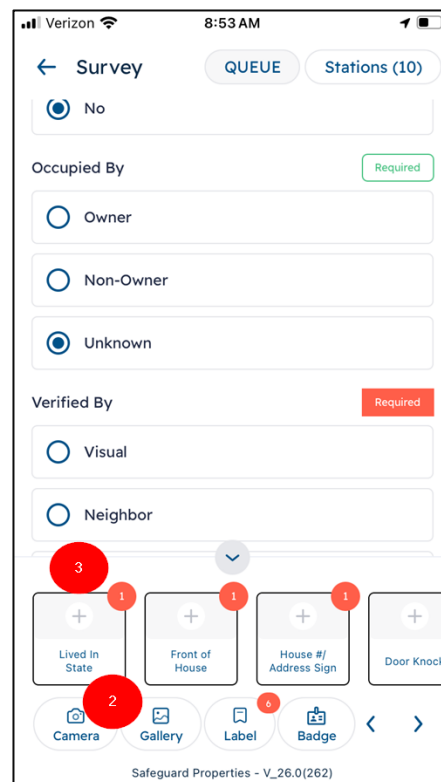 Verizon 8:53 AM
Survey QUEUE Stations (10)
No
Occupied By Required
Owner
Non-Owner
Unknown
Verified By Required
Visual
Neighbor
3
1 1 1
Lived In State
Front of House
House #/ Address Sign
Door Knock
2
6
Camera Gallery Label Badge
Safeguard Properties - V_26.0(262)